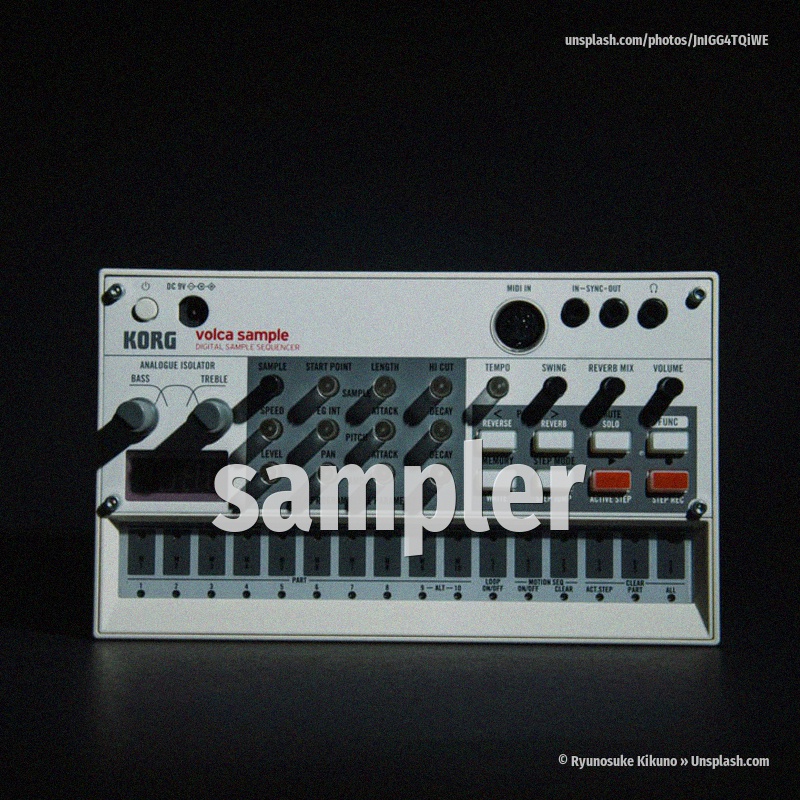 unsplash.com/photos/JnIGG4TQiWE
DC 9V
MIDI IN
IN–SYNC–OUT
KORG
volca sample
DIGITAL SAMPLE SEQUENCER
ANALOGUE ISOLATOR
BASS
TREBLE
SAMPLE START POINT LENGTH HI CUT
TEMPO SWING REVERB MIX VOLUME
SAMPLE
SPEED EG INT ATTACK DECAY
REVERSE REVERB MUTE SOLO FUNC
PITCH
LEVEL PAN ATTACK DECAY
MEMORY STEP MODE
sampler
ACTIVE STEP STEP REC
PART
1 2 3 4 5 6 7 8 9 – ALT – 10
LOOP ON/OFF
MOTION SEQ
ON/OFF CLEAR
ACT.STEP
CLEAR
PART
ALL
© Ryunosuke Kikuno » Unsplash.com